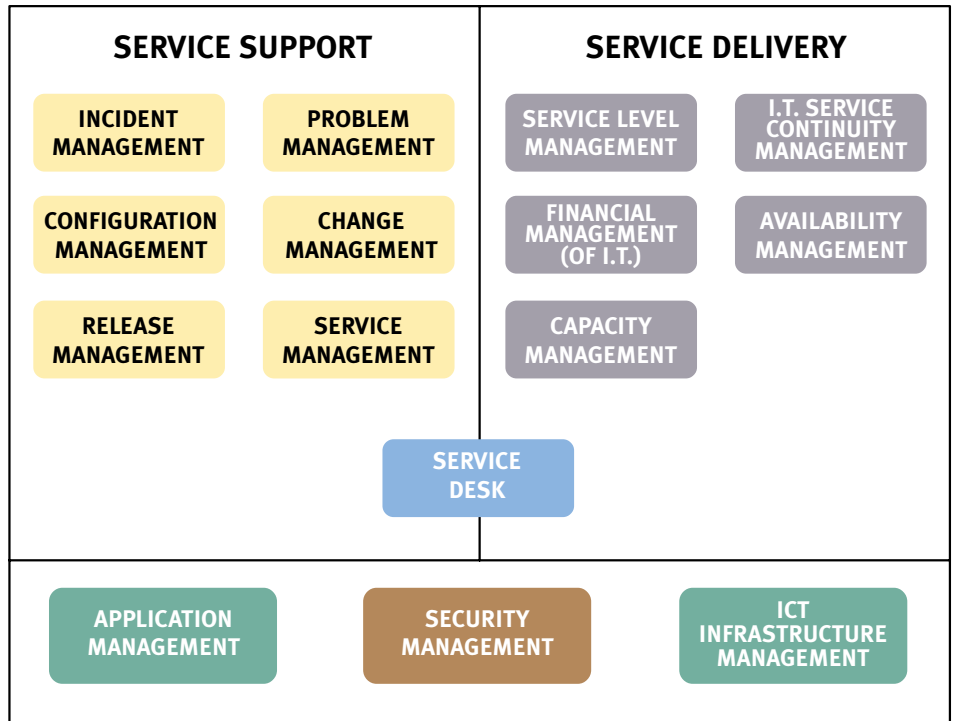 SERVICE SUPPORT
INCIDENT
MANAGEMENT
PROBLEM
MANAGEMENT
CONFIGURATION
MANAGEMENT
CHANGE
MANAGEMENT
RELEASE
MANAGEMENT
SERVICE
MANAGEMENT
SERVICE DELIVERY
SERVICE LEVEL
MANAGEMENT
I.T. SERVICE
CONTINUITY
MANAGEMENT
FINANCIAL
MANAGEMENT
(OF I.T.)
AVAILABILITY
MANAGEMENT
CAPACITY
MANAGEMENT
SERVICE
DESK
APPLICATION
MANAGEMENT
SECURITY
MANAGEMENT
ICT
INFRASTRUCTURE
MANAGEMENT